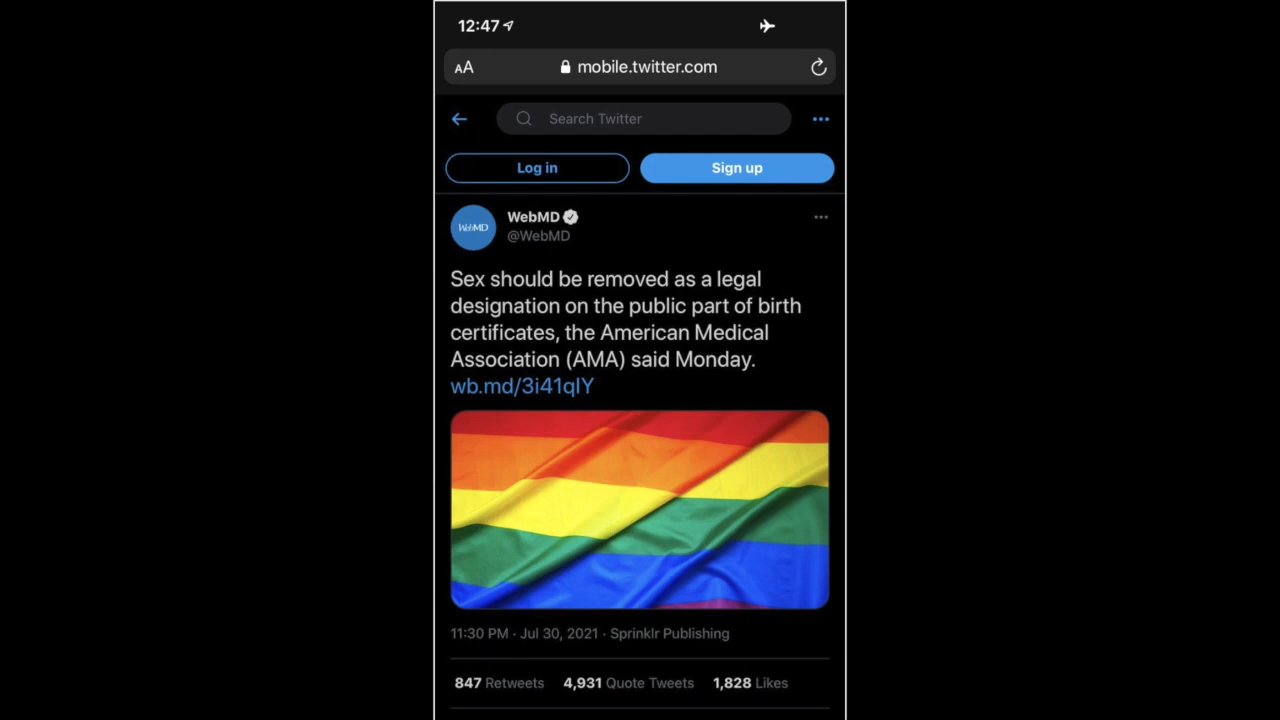 12:47
AA mobile.twitter.com
Search Twitter
Log in Sign up
WebMD
WebMD
@WebMD
Sex should be removed as a legal
designation on the public part of birth
certificates, the American Medical
Association (AMA) said Monday.
wb.md/3i41qlY
11:30 PM · Jul 30, 2021 · Sprinklr Publishing
847 Retweets 4,931 Quote Tweets 1,828 Likes